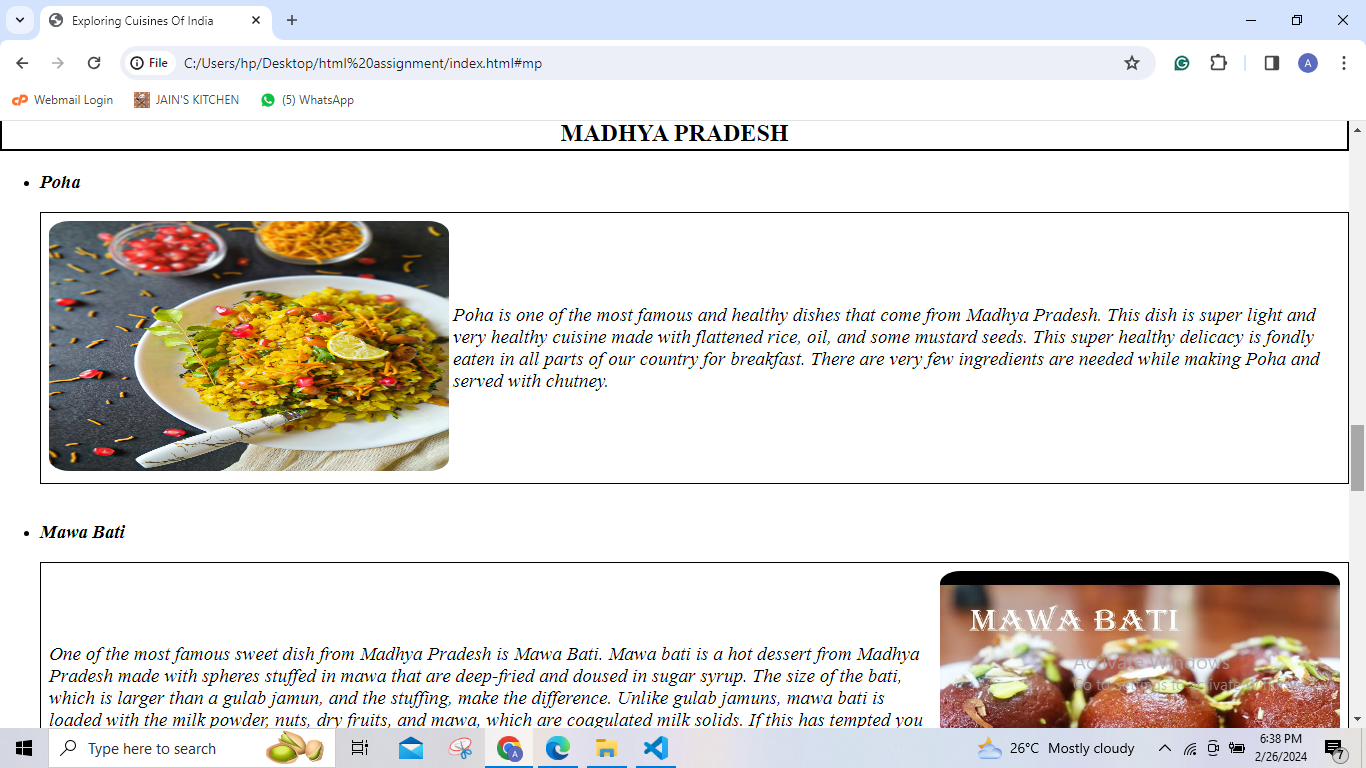 Exploring Cuisines Of India
File C:/Users/hp/Desktop/html%20assignment/index.html#mp
A
Webmail Login JAIN'S KITCHEN (5) WhatsApp
MADHYA PRADESH
Poha
Poha is one of the most famous and healthy dishes that come from Madhya Pradesh. This dish is super light and
very healthy cuisine made with flattened rice, oil, and some mustard seeds. This super healthy delicacy is fondly
eaten in all parts of our country for breakfast. There are very few ingredients are needed while making Poha and
served with chutney.
Mawa Bati
MAWA BATI
One of the most famous sweet dish from Madhya Pradesh is Mawa Bati. Mawa bati is a hot dessert from Madhya
Pradesh made with spheres stuffed in mawa that are deep-fried and doused in sugar syrup. The size of the bati,
which is larger than a gulab jamun, and the stuffing, make the difference. Unlike gulab jamuns, mawa bati is
loaded with the milk powder, nuts, dry fruits, and mawa, which are coagulated milk solids. If this has tempted you
Activate Windows
Go to Settings to activate
Type here to search
26°C Mostly cloudy
6:38 PM
2/26/2024
7